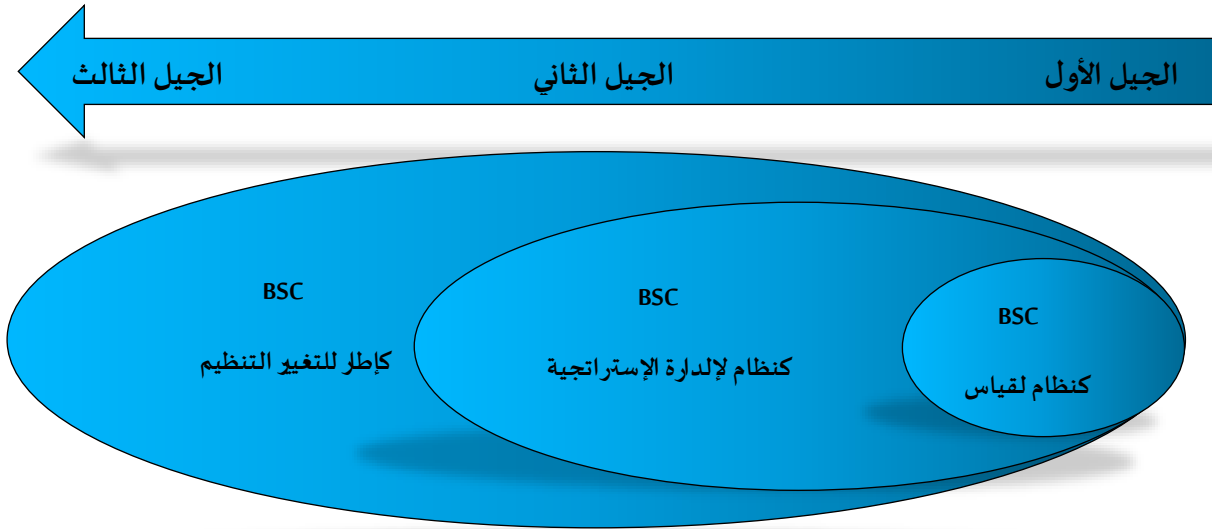 الجيل الأول
الجيل الثاني
الجيل الثالث
BSC
كنظام لقياس
BSC
كنظام لإلدارة الإستراتجية
BSC
كإطار للتغيير التنظيم